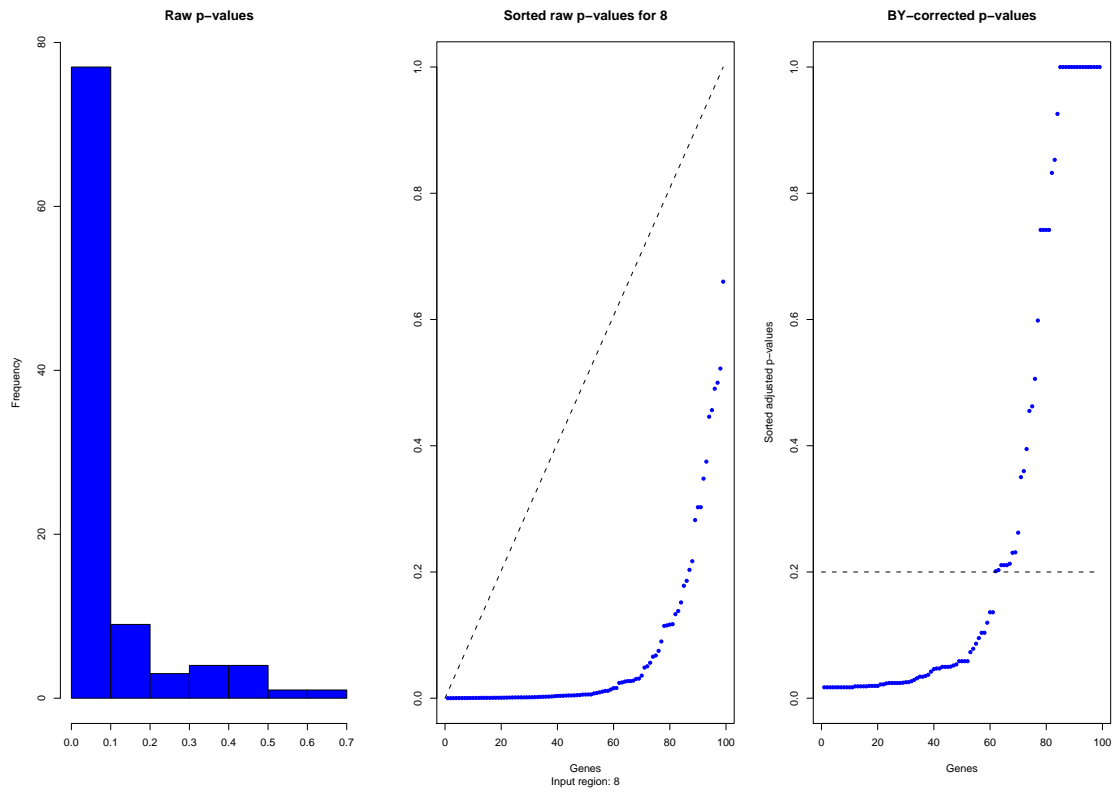 Raw p−values
Frequency
0
20
40
60
80
0.0 0.1 0.2 0.3 0.4 0.5 0.6 0.7
Sorted raw p−values for 8
0.0
0.2
0.4
0.6
0.8
1.0
0 20 40 60 80 100
Genes
Input region: 8
BY−corrected p−values
Sorted adjusted p−values
0.0
0.2
0.4
0.6
0.8
1.0
0 20 40 60 80 100
Genes